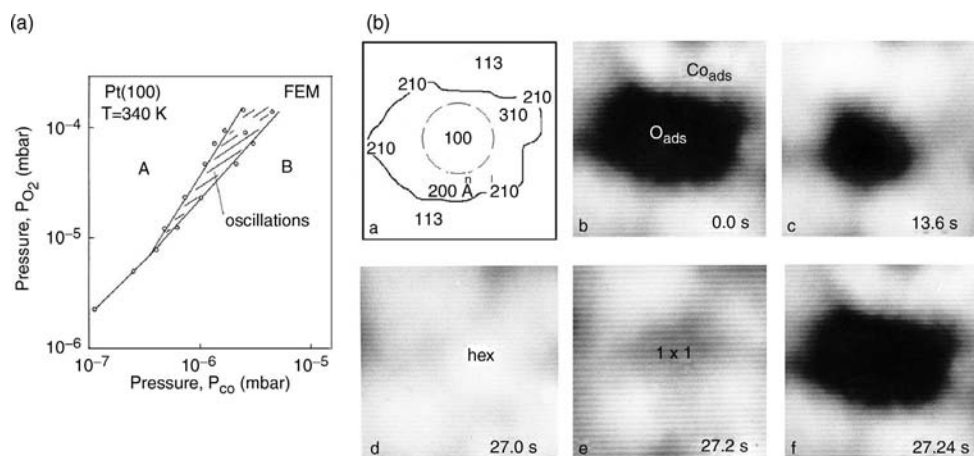 (a)
Pt(100)
T=340 K
FEM
A
B
oscillations
Pressure, P_O2 (mbar)
10⁻⁴
10⁻⁵
10⁻⁶
10⁻⁷
10⁻⁶
10⁻⁵
Pressure, P_co (mbar)
(b)
113
210
210
310
100
210
200 Å
210
113
a
Co_ads
O_ads
b
0.0 s
c
13.6 s
hex
d
27.0 s
1 x 1
e
27.2 s
f
27.24 s